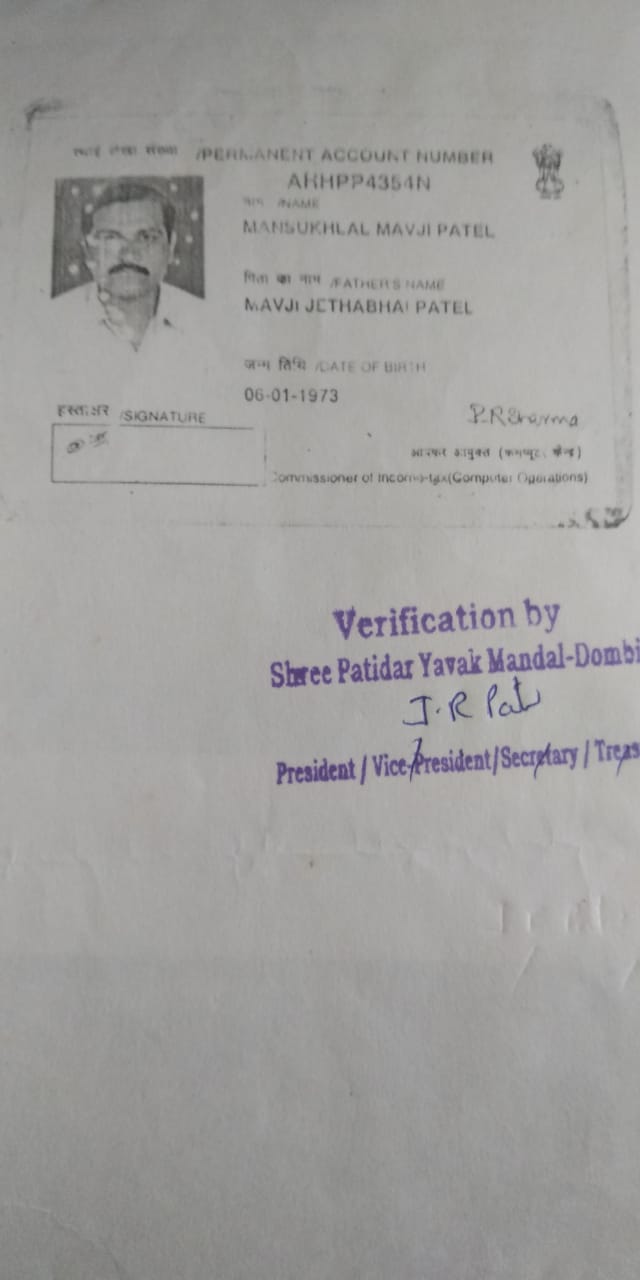 स्थाई लेखा संख्या /PERMANENT ACCOUNT NUMBER
AKHPP4354N
नाम /NAME
MANSUKHLAL MAVJI PATEL
पिता का नाम /FATHER'S NAME
MAVJI JETHABHAI PATEL
जन्म तिथि /DATE OF BIRTH
06-01-1973
हस्ताक्षर /SIGNATURE
P.R.Sharma
आयकर आयुक्त (कम्प्यूटर केन्द्र)
Commissioner of Income-tax(Computer Operations)
Verification by
Shree Patidar Yavak Mandal-Dombi
J.R Patel
President / Vice-President/Secretary / Treas